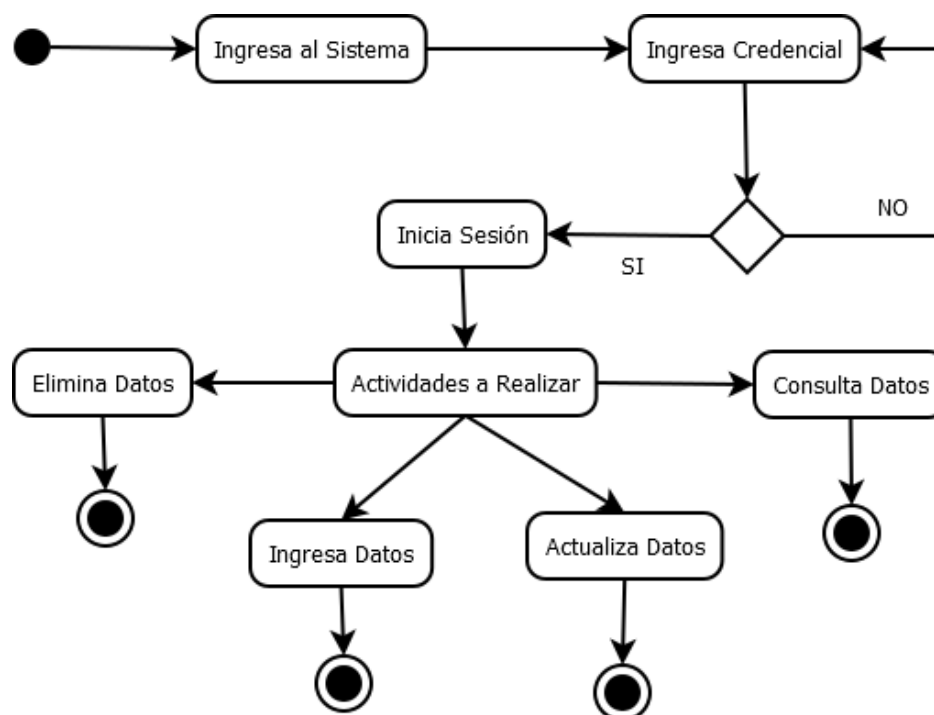 Ingresa al Sistema
Ingresa Credencial
NO
Inicia Sesión
SI
Elimina Datos
Actividades a Realizar
Consulta Datos
Ingresa Datos
Actualiza Datos